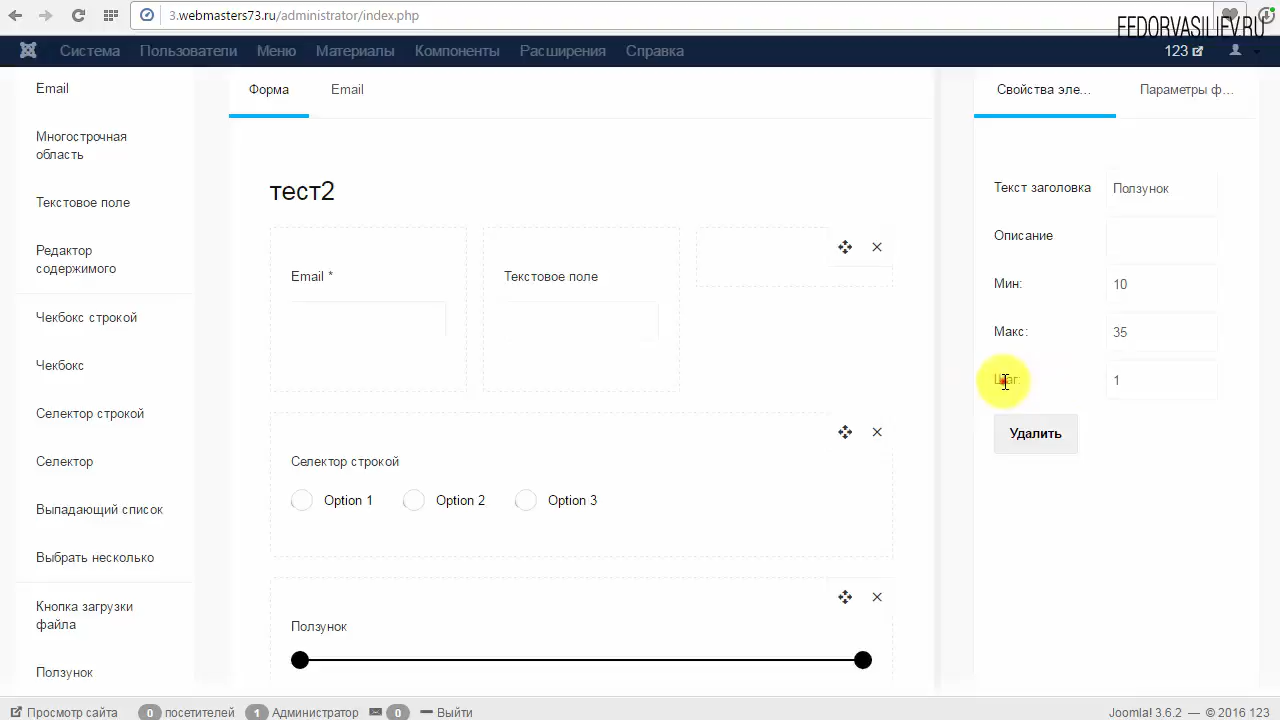 3.webmasters73.ru/administrator/index.php
FEDORVASILIEV.RU
Система
Пользователи
Меню
Материалы
Компоненты
Расширения
Справка
123
Email
Многострочная
область
Текстовое поле
Редактор
содержимого
Чекбокс строкой
Чекбокс
Селектор строкой
Селектор
Выпадающий список
Выбрать несколько
Кнопка загрузки
файла
Ползунок
Форма
Email
тест2
Email *
Текстовое поле
Селектор строкой
Option 1
Option 2
Option 3
Ползунок
Свойства эле...
Параметры ф...
Текст заголовка
Ползунок
Описание
Мин:
10
Макс:
35
Шаг:
1
Удалить
Просмотр сайта
0 посетителей
1 Администратор
0
Выйти
Joomla! 3.6.2 — © 2016 123